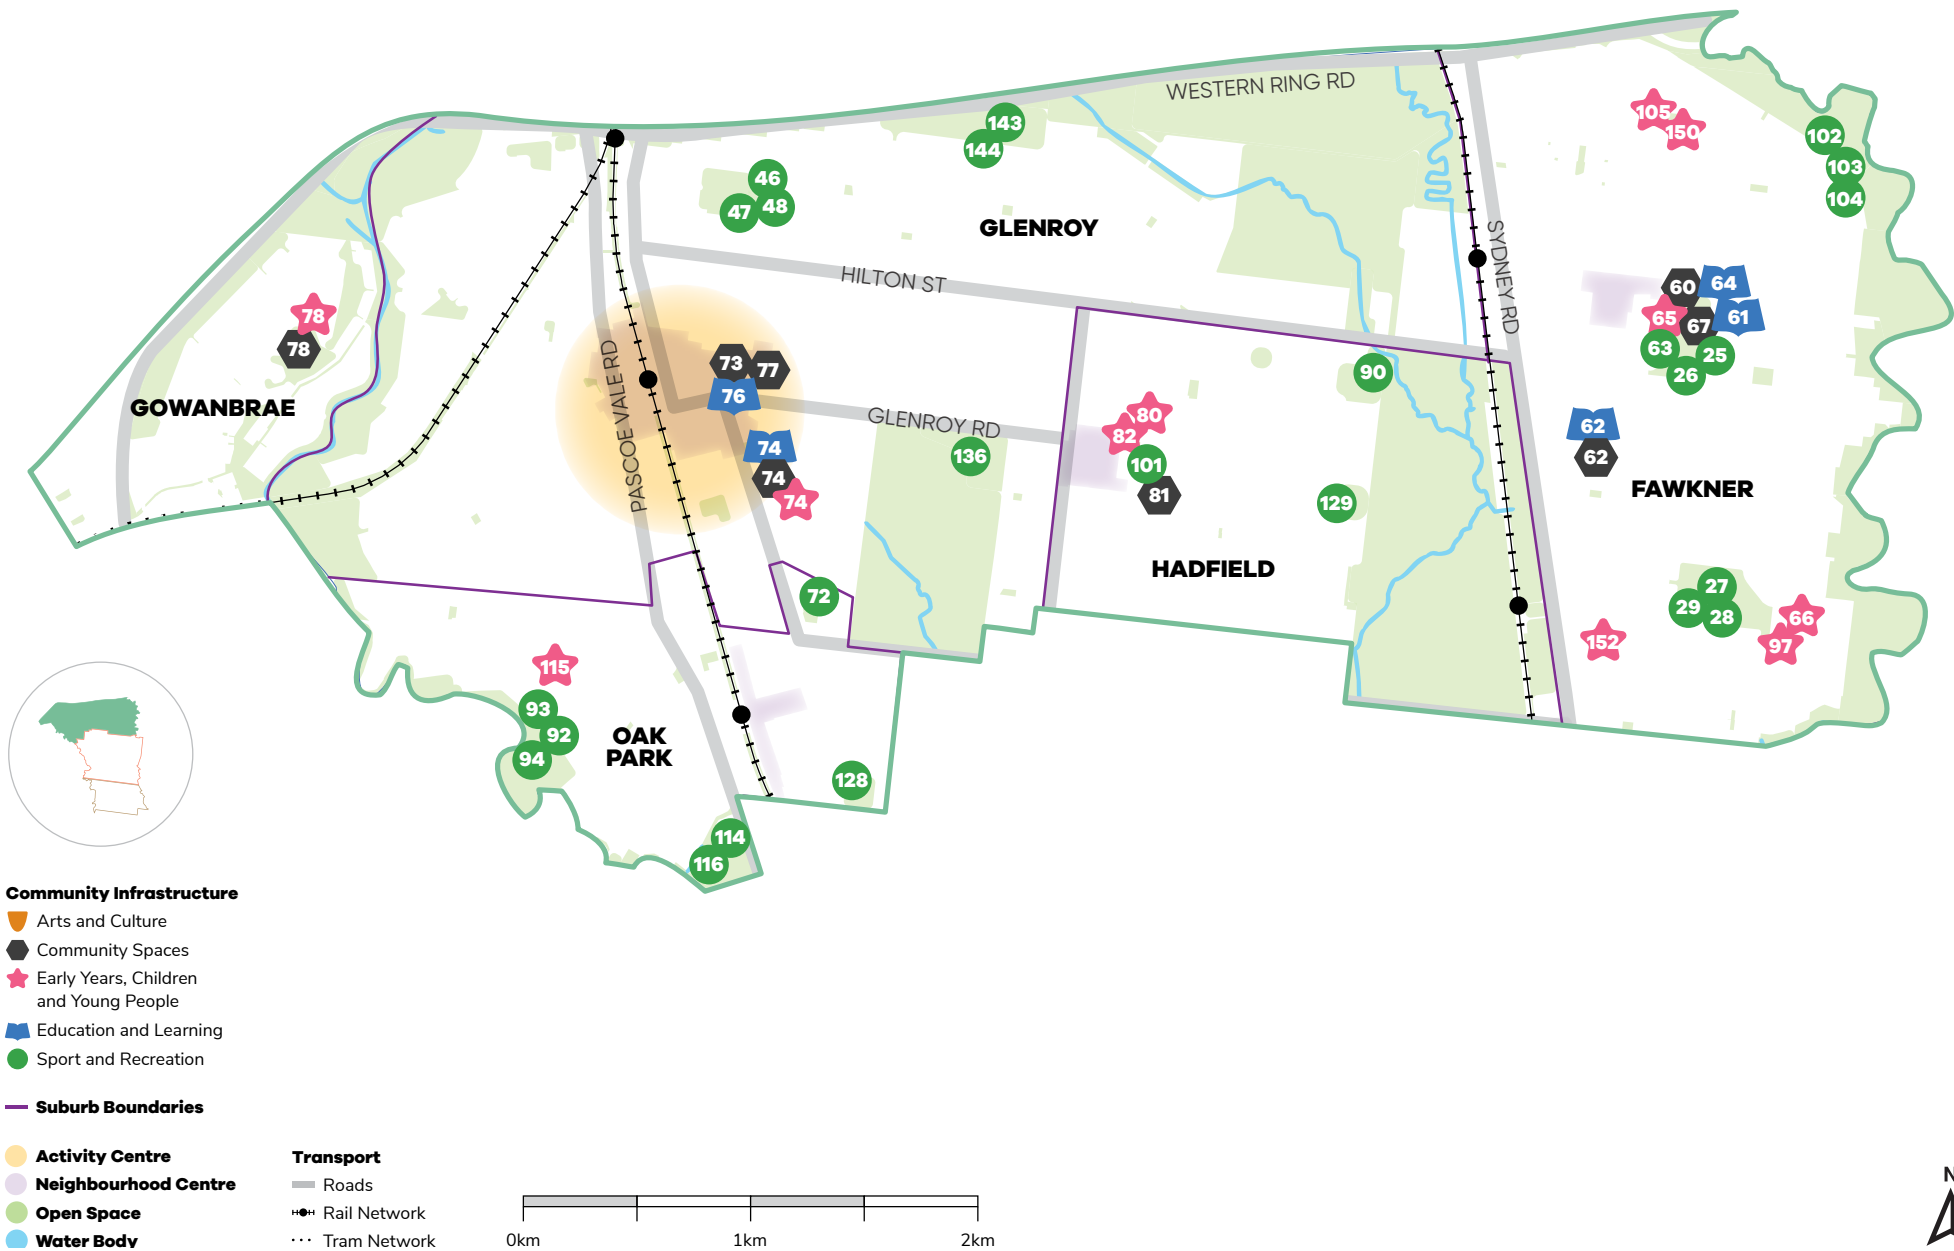 WESTERN RING RD
105
150
102
103
104
143
144
46
47
48
GLENROY
SYDNEY RD
HILTON ST
60
64
65
67
61
63
25
26
78
78
GOWANBRAE
PASCOE VALE RD
73
77
76
GLENROY RD
74
74
74
136
90
80
82
101
81
129
HADFIELD
62
62
FAWKNER
72
27
29
28
66
97
152
115
93
92
94
OAK
PARK
128
114
116
Community Infrastructure
Arts and Culture
Community Spaces
Early Years, Children
and Young People
Education and Learning
Sport and Recreation
Suburb Boundaries
Activity Centre
Neighbourhood Centre
Open Space
Water Body
Transport
Roads
Rail Network
Tram Network
0km 1km 2km
N